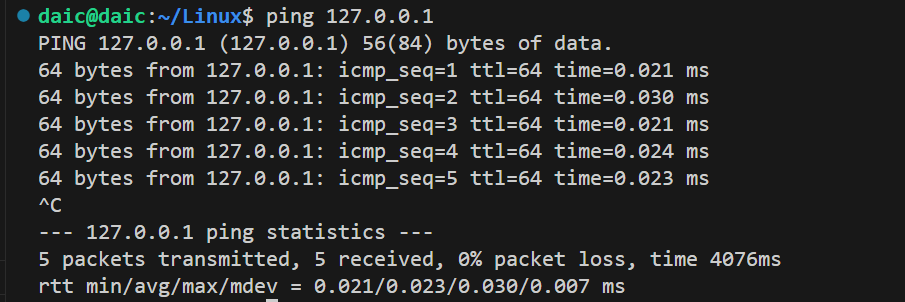 daic@daic:~/Linux$ ping 127.0.0.1
PING 127.0.0.1 (127.0.0.1) 56(84) bytes of data.
64 bytes from 127.0.0.1: icmp_seq=1 ttl=64 time=0.021 ms
64 bytes from 127.0.0.1: icmp_seq=2 ttl=64 time=0.030 ms
64 bytes from 127.0.0.1: icmp_seq=3 ttl=64 time=0.021 ms
64 bytes from 127.0.0.1: icmp_seq=4 ttl=64 time=0.024 ms
64 bytes from 127.0.0.1: icmp_seq=5 ttl=64 time=0.023 ms
^C
--- 127.0.0.1 ping statistics ---
5 packets transmitted, 5 received, 0% packet loss, time 4076ms
rtt min/avg/max/mdev = 0.021/0.023/0.030/0.007 ms